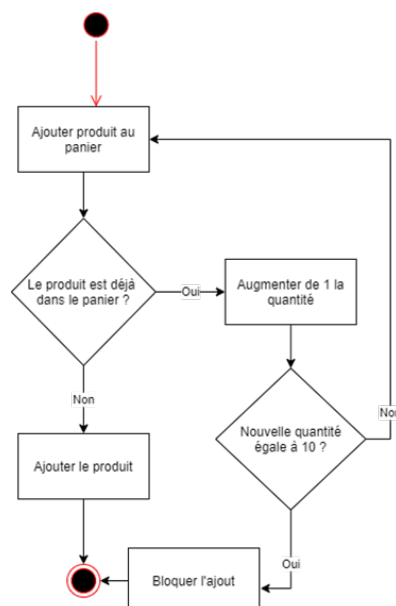 Ajouter produit au
panier
Le produit est déjà
dans le panier ?
Oui
Augmenter de 1 la
quantité
Non
Nouvelle quantité
égale à 10 ?
Non
Ajouter le produit
Oui
Bloquer l'ajout